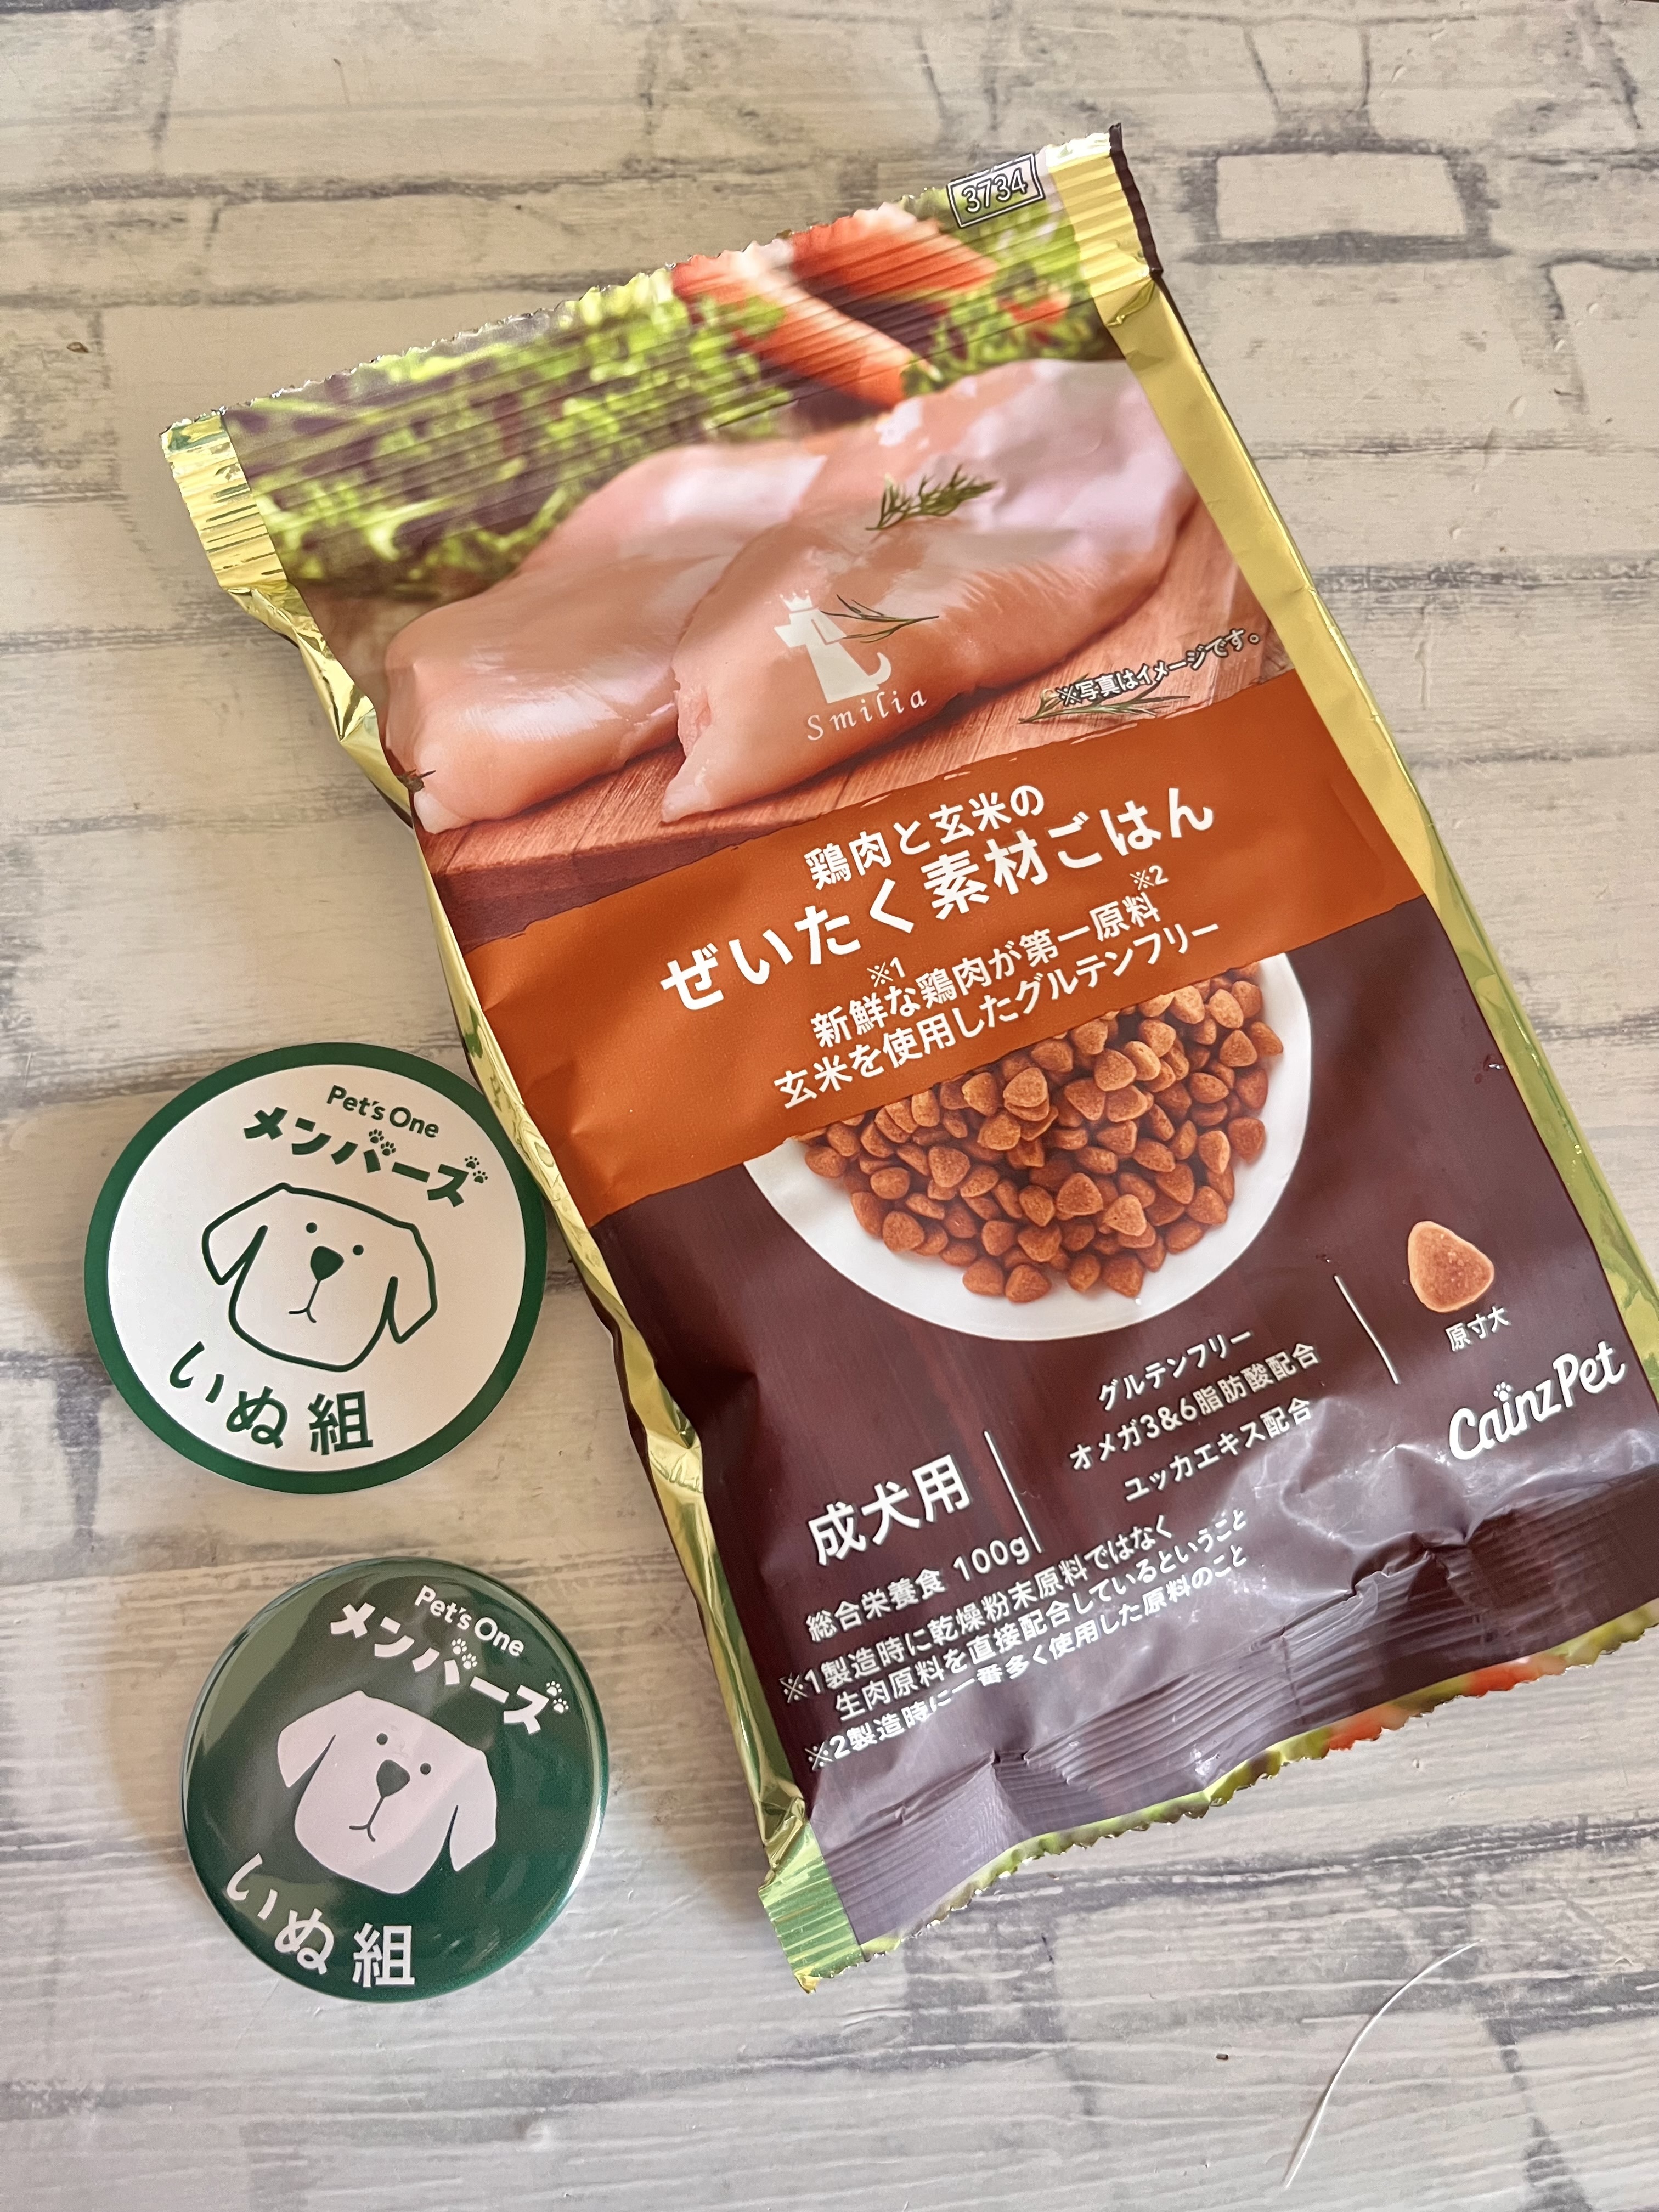 3734
Smilia
※写真はイメージです。
鶏肉と玄米の
ぜいたく素材ごはん
新鮮※1な鶏肉が第一原料※2
玄米を使用したグルテンフリー
グルテンフリー
オメガ3&6脂肪酸配合
ユッカエキス配合
原寸大
CainzPet
成犬用
総合栄養食 100g
※1製造時に乾燥粉末原料ではなく
生肉原料を直接配合しているということ
※2製造時に一番多く使用した原料のこと
Pet's One
メンバーズ
いぬ組
Pet's One
メンバーズ
いぬ組